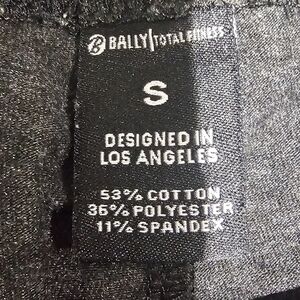 B BALLY TOTAL FITNESS
S
DESIGNED IN
LOS ANGELES
53% COTTON
36% POLYESTER
11% SPANDEX